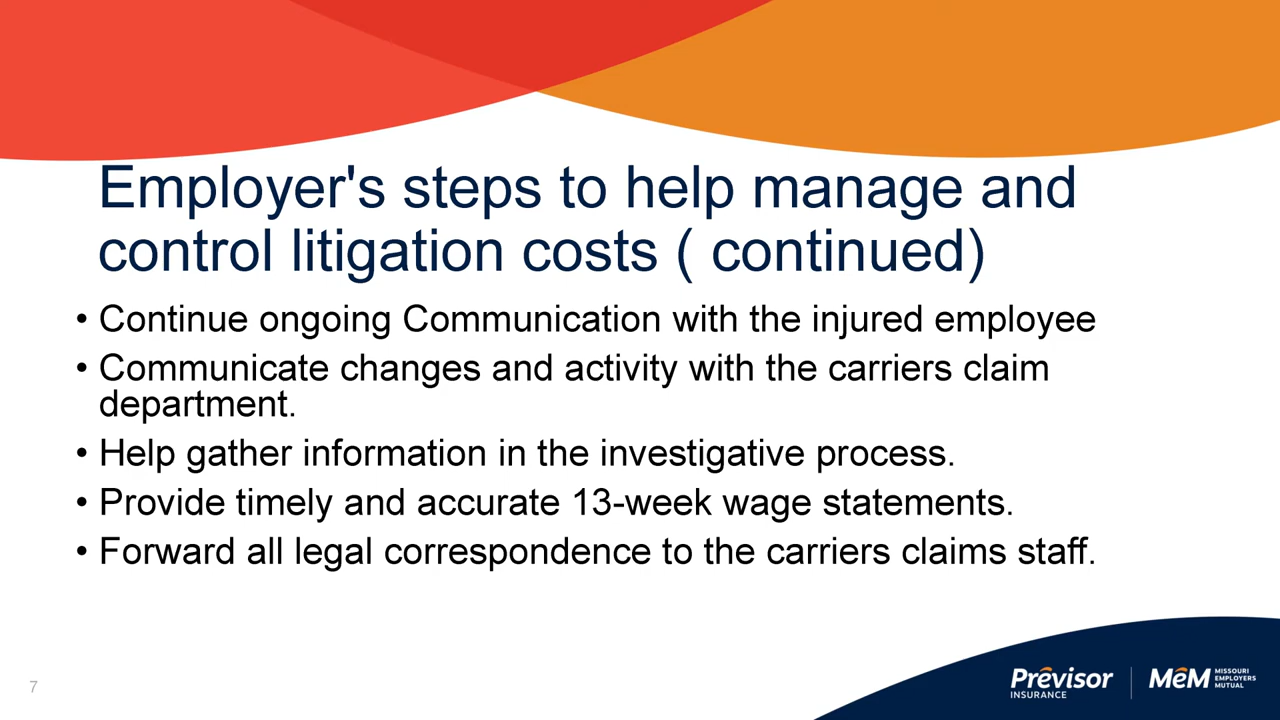 Employer's steps to help manage and
control litigation costs ( continued)
• Continue ongoing Communication with the injured employee
• Communicate changes and activity with the carriers claim
department.
• Help gather information in the investigative process.
• Provide timely and accurate 13-week wage statements.
• Forward all legal correspondence to the carriers claims staff.
7
Prēvisor
INSURANCE
MēM
MISSOURI
EMPLOYERS
MUTUAL